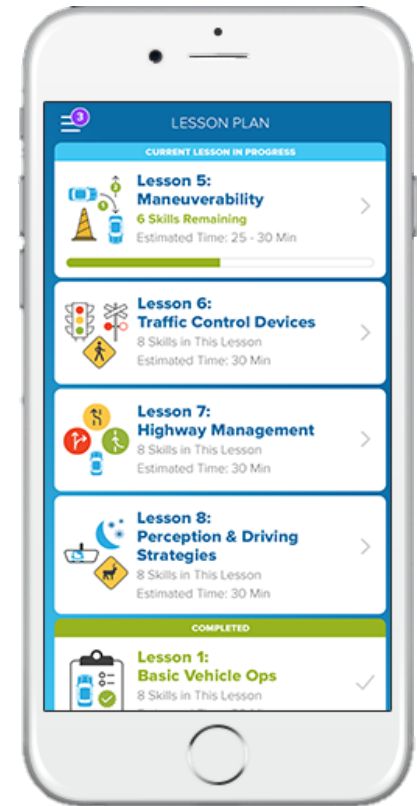 3
LESSON PLAN
CURRENT LESSON IN PROGRESS
Lesson 5:
Maneuverability
6 Skills Remaining
Estimated Time: 25 - 30 Min
Lesson 6:
Traffic Control Devices
8 Skills in This Lesson
Estimated Time: 30 Min
Lesson 7:
Highway Management
8 Skills in This Lesson
Estimated Time: 30 Min
Lesson 8:
Perception & Driving
Strategies
8 Skills in This Lesson
Estimated Time: 30 Min
COMPLETED
Lesson 1:
Basic Vehicle Ops
8 Skills in This Lesson